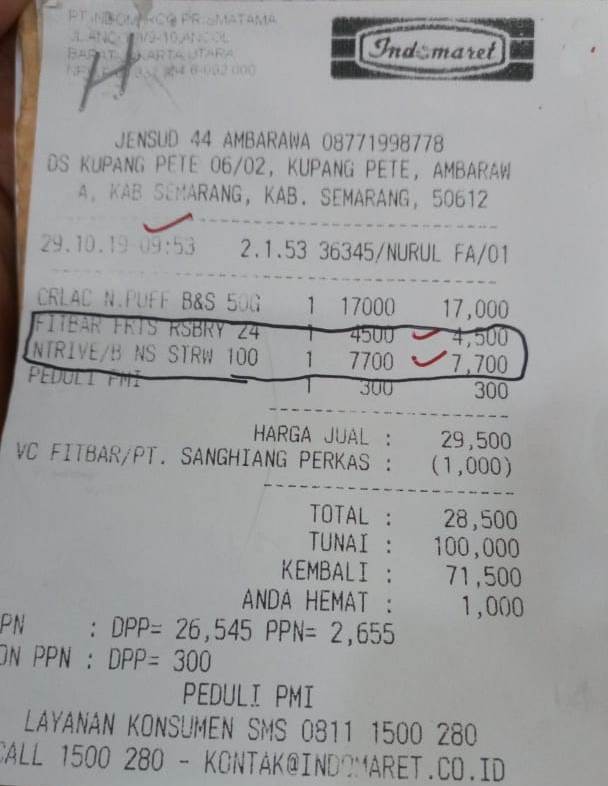 PT.INDOMARCO PRISMATAMA
JL.ANCOL 1/9-10,ANCOL
BARAT, JAKARTA UTARA
Indomaret
JENSUD 44 AMBARAWA 08771998778
DS KUPANG PETE 06/02, KUPANG PETE, AMBARAW
A, KAB SEMARANG, KAB. SEMARANG, 50612
29.10.19-09:53 2.1.53 36345/NURUL FA/01
CRLAC N.PUFF B&S 50G 1 17000 17,000
FITBAR FRTS RSBRY 24 1 4500 4,500
NTRIVE/B NS STRW 100 1 7700 7,700
PEDULI PMI 1 300 300
HARGA JUAL : 29,500
VC FITBAR/PT. SANGHIANG PERKAS : (1,000)
TOTAL : 28,500
TUNAI : 100,000
KEMBALI : 71,500
ANDA HEMAT : 1,000
PN : DPP= 26,545 PPN= 2,655
ON PPN : DPP= 300
PEDULI PMI
LAYANAN KONSUMEN SMS 0811 1500 280
CALL 1500 280 - KONTAK@INDOMARET.CO.ID